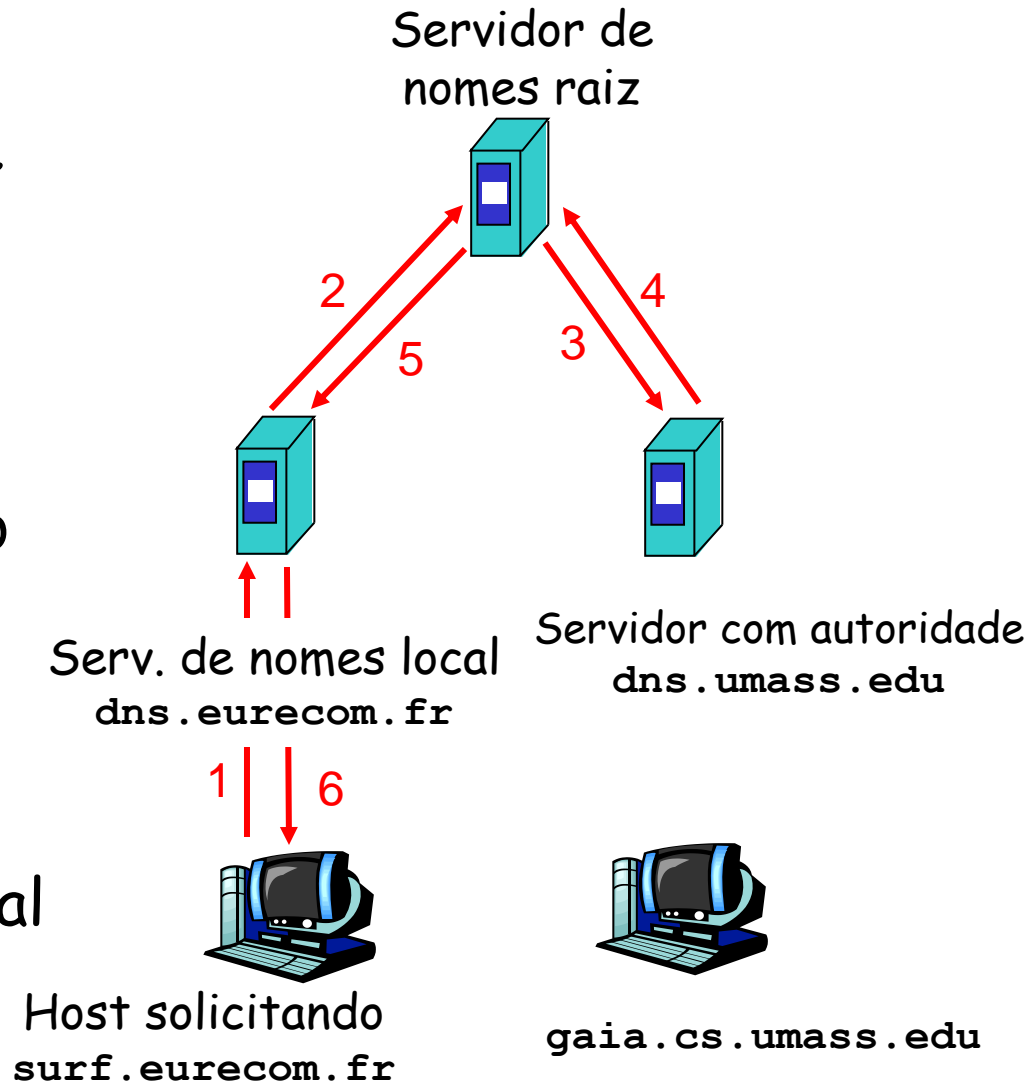 Servidor de
nomes raiz
2
4
3
5
o
Serv. de nomes local
dns.eurecom.fr
Servidor com autoridade
dns.umass.edu
1
6
al
Host solicitando
surf.eurecom.fr
gaia.cs.umass.edu